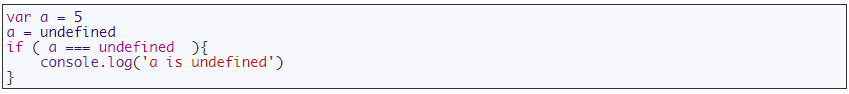 var a = 5
a = undefined
if ( a === undefined  ){
    console.log('a is undefined')
}